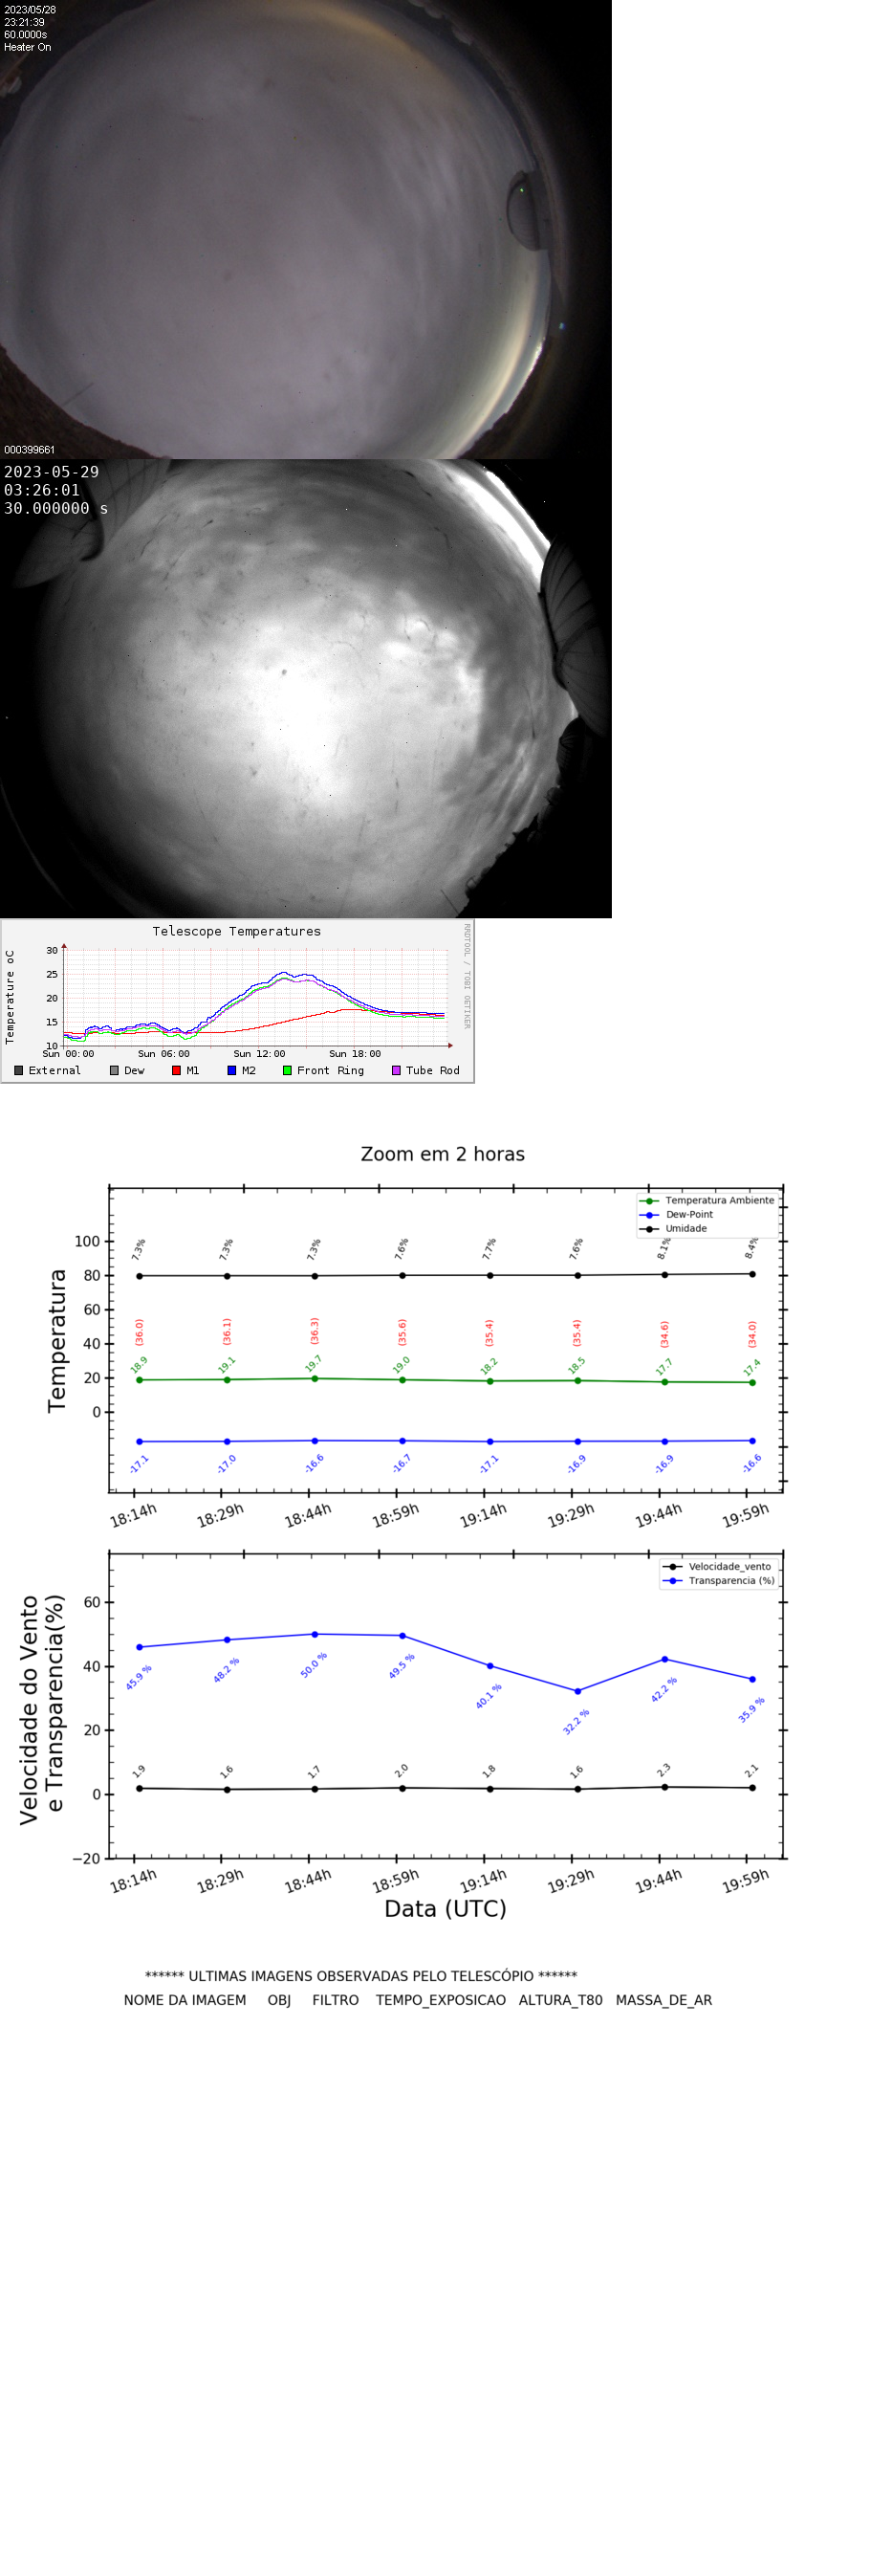 2023/05/28
23:21:39
60.0000s
Heater On
000399661
2023-05-29
03:26:01
30.000000 s
Telescope Temperatures
RRDTOOL / TOBI OETIKER
Temperature oC
30
25
20
15
10
Sun 00:00 Sun 06:00 Sun 12:00 Sun 18:00
External Dew M1 M2 Front Ring Tube Rod
Zoom em 2 horas
Temperatura Ambiente
Dew-Point
Umidade
Temperatura
100
80
60
40
20
0
7.3% 7.3% 7.3% 7.6% 7.7% 7.6% 8.1% 8.4%
(36.0) (36.1) (36.3) (35.6) (35.4) (35.4) (34.6) (34.0)
18.9 19.1 19.7 19.0 18.2 18.5 17.7 17.4
-17.1 -17.0 -16.6 -16.7 -17.1 -16.9 -16.9 -16.6
18:14h 18:29h 18:44h 18:59h 19:14h 19:29h 19:44h 19:59h
Velocidade_vento
Transparencia (%)
Velocidade do Vento
e Transparencia(%)
60
40
20
0
−20
45.9 % 48.2 % 50.0 % 49.5 % 40.1 % 32.2 % 42.2 % 35.9 %
1.9 1.6 1.7 2.0 1.8 1.6 2.3 2.1
18:14h 18:29h 18:44h 18:59h 19:14h 19:29h 19:44h 19:59h
Data (UTC)
****** ULTIMAS IMAGENS OBSERVADAS PELO TELESCÓPIO ******
NOME DA IMAGEM OBJ FILTRO TEMPO_EXPOSICAO ALTURA_T80 MASSA_DE_AR